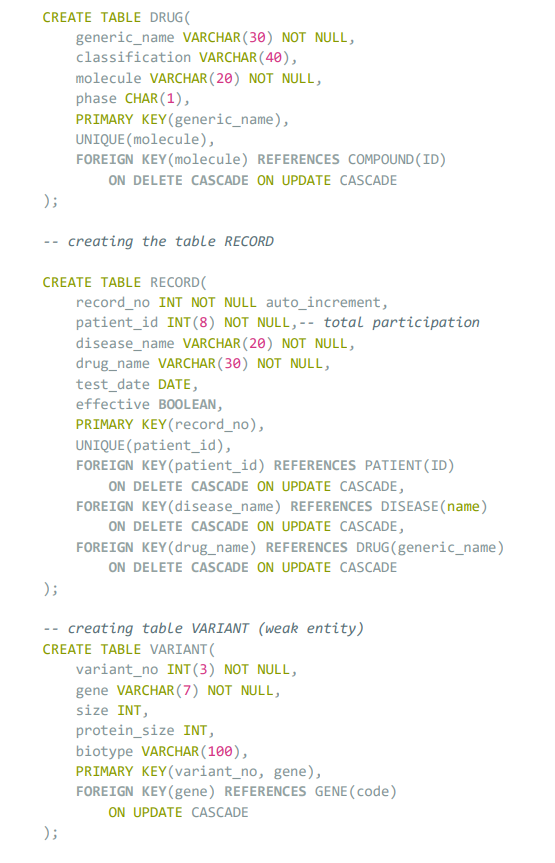 CREATE TABLE DRUG(
generic_name VARCHAR(30) NOT NULL,
classification VARCHAR(40),
molecule VARCHAR(20) NOT NULL,
phase CHAR(1),
PRIMARY KEY(generic_name),
UNIQUE(molecule),
FOREIGN KEY(molecule) REFERENCES COMPOUND(ID)
ON DELETE CASCADE ON UPDATE CASCADE
);
-- creating the table RECORD
CREATE TABLE RECORD(
record_no INT NOT NULL auto_increment,
patient_id INT(8) NOT NULL,-- total participation
disease_name VARCHAR(20) NOT NULL,
drug_name VARCHAR(30) NOT NULL,
test_date DATE,
effective BOOLEAN,
PRIMARY KEY(record_no),
UNIQUE(patient_id),
FOREIGN KEY(patient_id) REFERENCES PATIENT(ID)
ON DELETE CASCADE ON UPDATE CASCADE,
FOREIGN KEY(disease_name) REFERENCES DISEASE(name)
ON DELETE CASCADE ON UPDATE CASCADE,
FOREIGN KEY(drug_name) REFERENCES DRUG(generic_name)
ON DELETE CASCADE ON UPDATE CASCADE
);
-- creating table VARIANT (weak entity)
CREATE TABLE VARIANT(
variant_no INT(3) NOT NULL,
gene VARCHAR(7) NOT NULL,
size INT,
protein_size INT,
biotype VARCHAR(100),
PRIMARY KEY(variant_no, gene),
FOREIGN KEY(gene) REFERENCES GENE(code)
ON UPDATE CASCADE
);